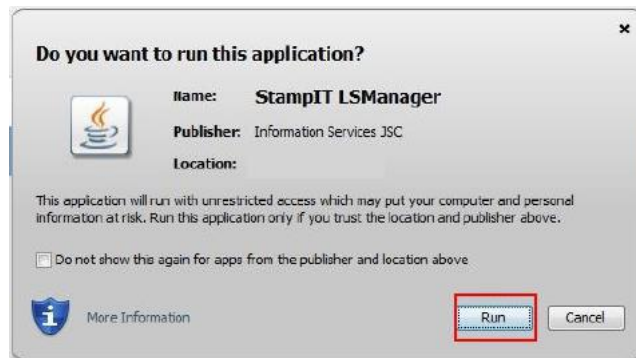 Do you want to run this application?
Name: StampIT LSManager
Publisher: Information Services JSC
Location:
This application will run with unrestricted access which may put your computer and personal
information at risk. Run this application only if you trust the location and publisher above.
Do not show this again for apps from the publisher and location above
More Information
Run
Cancel